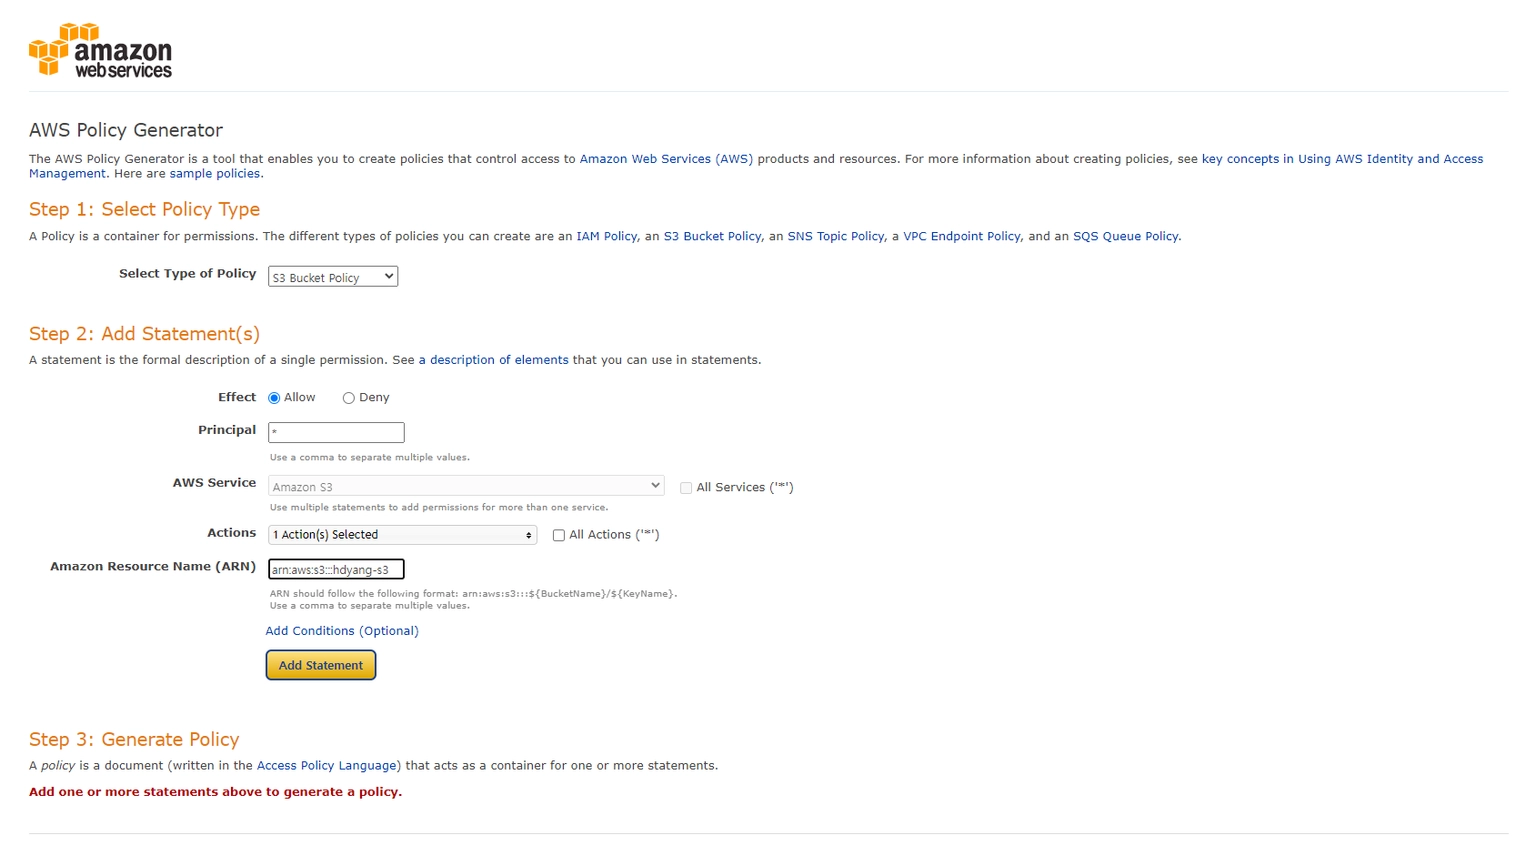 amazon
web services
AWS Policy Generator
The AWS Policy Generator is a tool that enables you to create policies that control access to Amazon Web Services (AWS) products and resources. For more information about creating policies, see key concepts in Using AWS Identity and Access
Management. Here are sample policies.
Step 1: Select Policy Type
A Policy is a container for permissions. The different types of policies you can create are an IAM Policy, an S3 Bucket Policy, an SNS Topic Policy, a VPC Endpoint Policy, and an SQS Queue Policy.
Select Type of Policy S3 Bucket Policy
Step 2: Add Statement(s)
A statement is the formal description of a single permission. See a description of elements that you can use in statements.
Effect Allow Deny
Principal *
Use a comma to separate multiple values.
AWS Service Amazon S3 All Services ('*')
Use multiple statements to add permissions for more than one service.
Actions 1 Action(s) Selected All Actions ('*')
Amazon Resource Name (ARN) arn:aws:s3:::hdyang-s3
ARN should follow the following format: arn:aws:s3:::${BucketName}/${KeyName}.
Use a comma to separate multiple values.
Add Conditions (Optional)
Add Statement
Step 3: Generate Policy
A policy is a document (written in the Access Policy Language) that acts as a container for one or more statements.
Add one or more statements above to generate a policy.